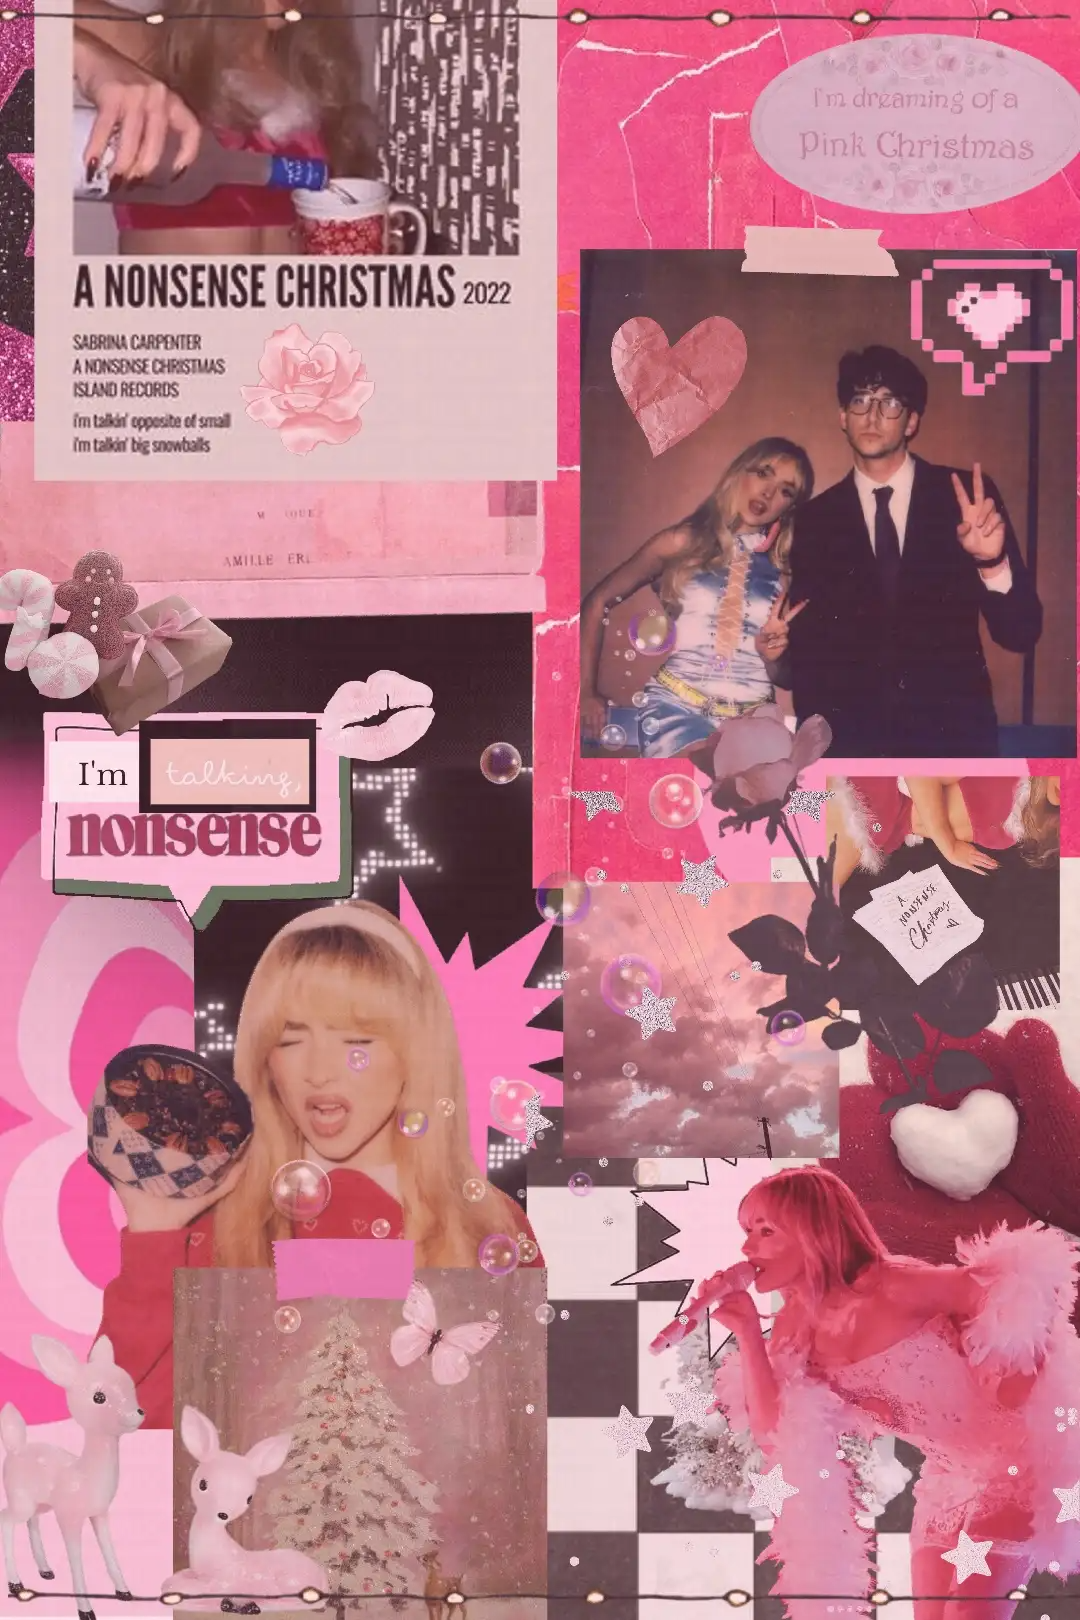 I'm dreaming of a
Pink Christmas
A NONSENSE CHRISTMAS 2022
SABRINA CARPENTER
A NONSENSE CHRISTMAS
ISLAND RECORDS
i'm talkin' opposite of small
i'm talkin' big snowballs
AMILLE
I'm talking,
nonsense
A
NONSENSE
Christmas